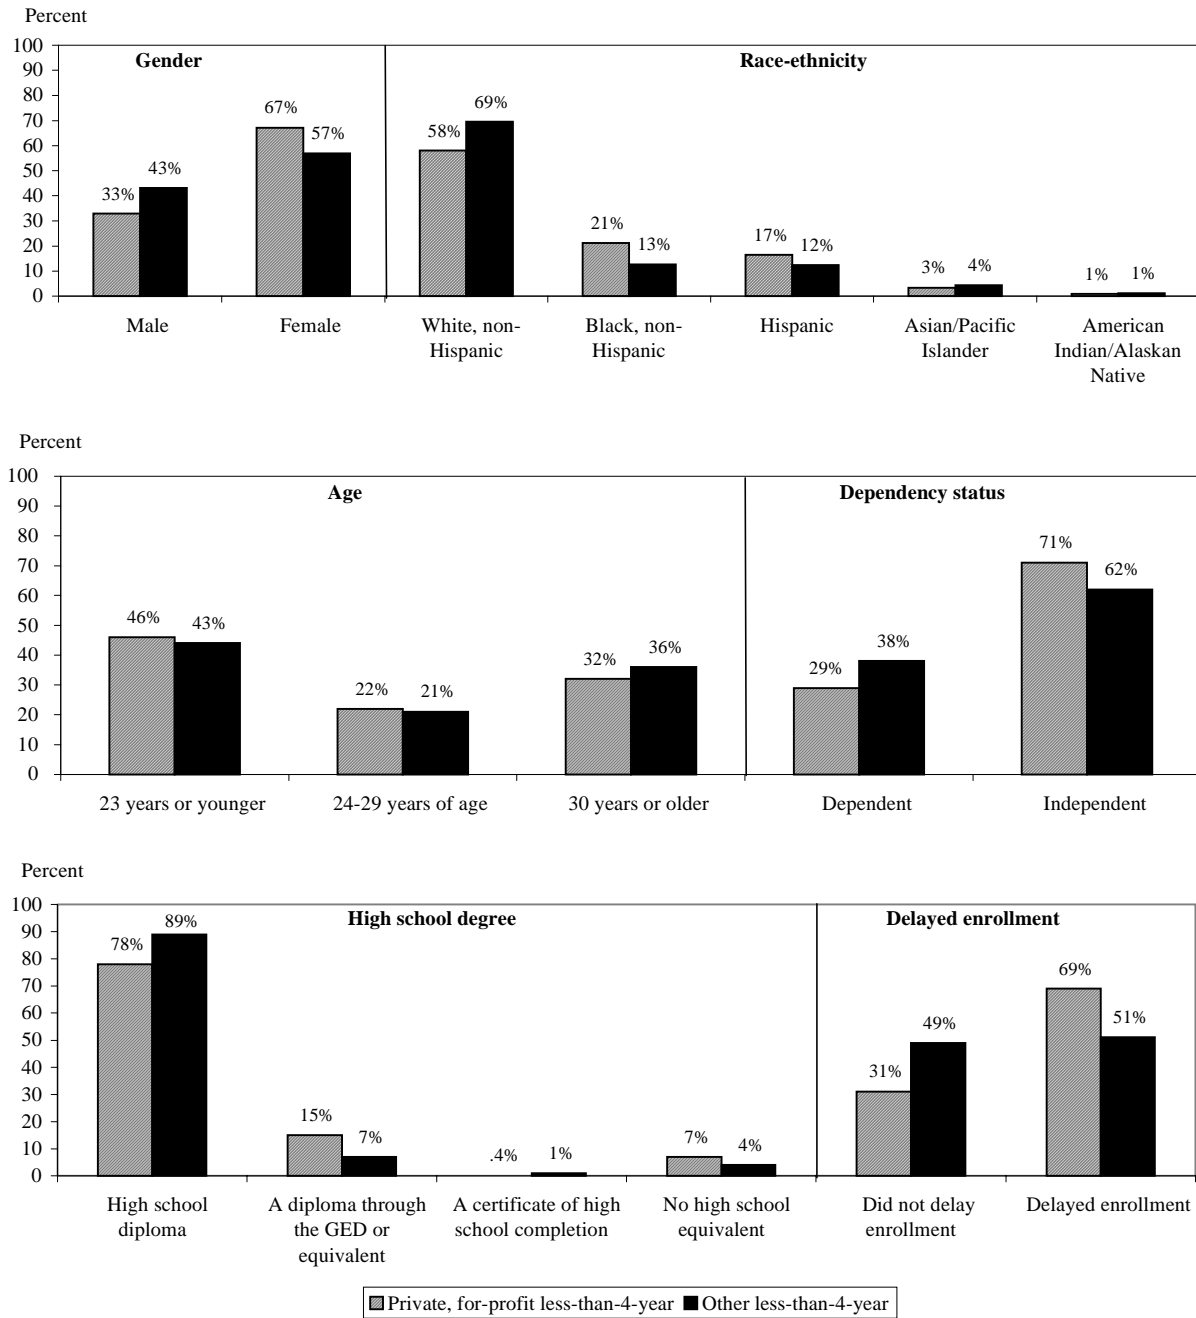 Percent
Gender
Race-ethnicity
100
90
80
70
60
50
40
30
20
10
0
33%
43%
67%
57%
58%
69%
21%
13%
17%
12%
3%
4%
1%
1%
Male
Female
White, non-
Hispanic
Black, non-
Hispanic
Hispanic
Asian/Pacific
Islander
American
Indian/Alaskan
Native
Percent
Age
Dependency status
100
90
80
70
60
50
40
30
20
10
0
46%
43%
22%
21%
32%
36%
29%
38%
71%
62%
23 years or younger
24-29 years of age
30 years or older
Dependent
Independent
Percent
High school degree
Delayed enrollment
100
90
80
70
60
50
40
30
20
10
0
78%
89%
15%
7%
.4%
1%
7%
4%
31%
49%
69%
51%
High school
diploma
A diploma through
the GED or
equivalent
A certificate of high
school completion
No high school
equivalent
Did not delay
enrollment
Delayed enrollment
Private, for-profit less-than-4-year
Other less-than-4-year